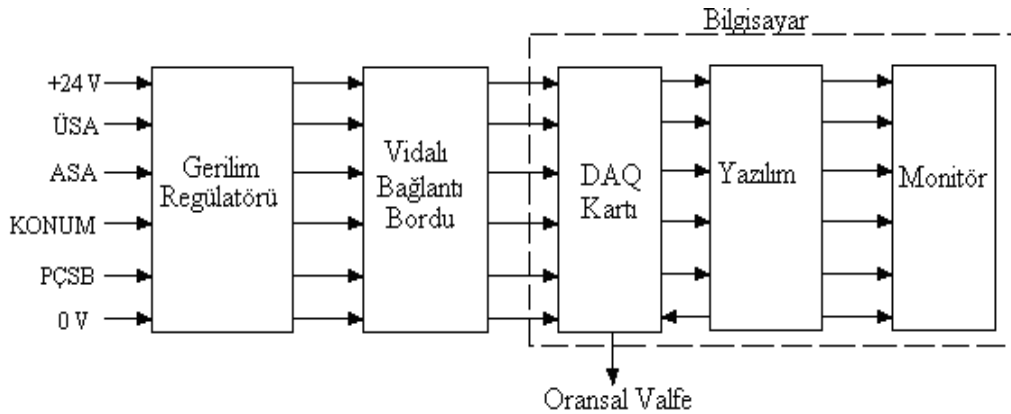 Bilgisayar
+24 V
ÜSA
ASA
KONUM
PÇSB
0 V
Gerilim
Regülatörü
Vidalı
Bağlantı
Bordu
DAQ
Kartı
Yazılım
Monitör
Oransal Valfe